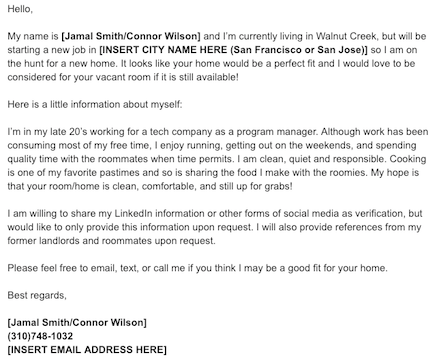 Hello,
My name is [Jamal Smith/Connor Wilson] and I'm currently living in Walnut Creek, but will be
starting a new job in [INSERT CITY NAME HERE (San Francisco or San Jose)] so I am on
the hunt for a new home. It looks like your home would be a perfect fit and I would love to be
considered for your vacant room if it is still available!
Here is a little information about myself:
I'm in my late 20's working for a tech company as a program manager. Although work has been
consuming most of my free time, I enjoy running, getting out on the weekends, and spending
quality time with the roommates when time permits. I am clean, quiet and responsible. Cooking
is one of my favorite pastimes and so is sharing the food I make with the roomies. My hope is
that your room/home is clean, comfortable, and still up for grabs!
I am willing to share my LinkedIn information or other forms of social media as verification, but
would like to only provide this information upon request. I will also provide references from my
former landlords and roommates upon request.
Please feel free to email, text, or call me if you think I may be a good fit for your home.
Best regards,
[Jamal Smith/Connor Wilson]
(310)748-1032
[INSERT EMAIL ADDRESS HERE]